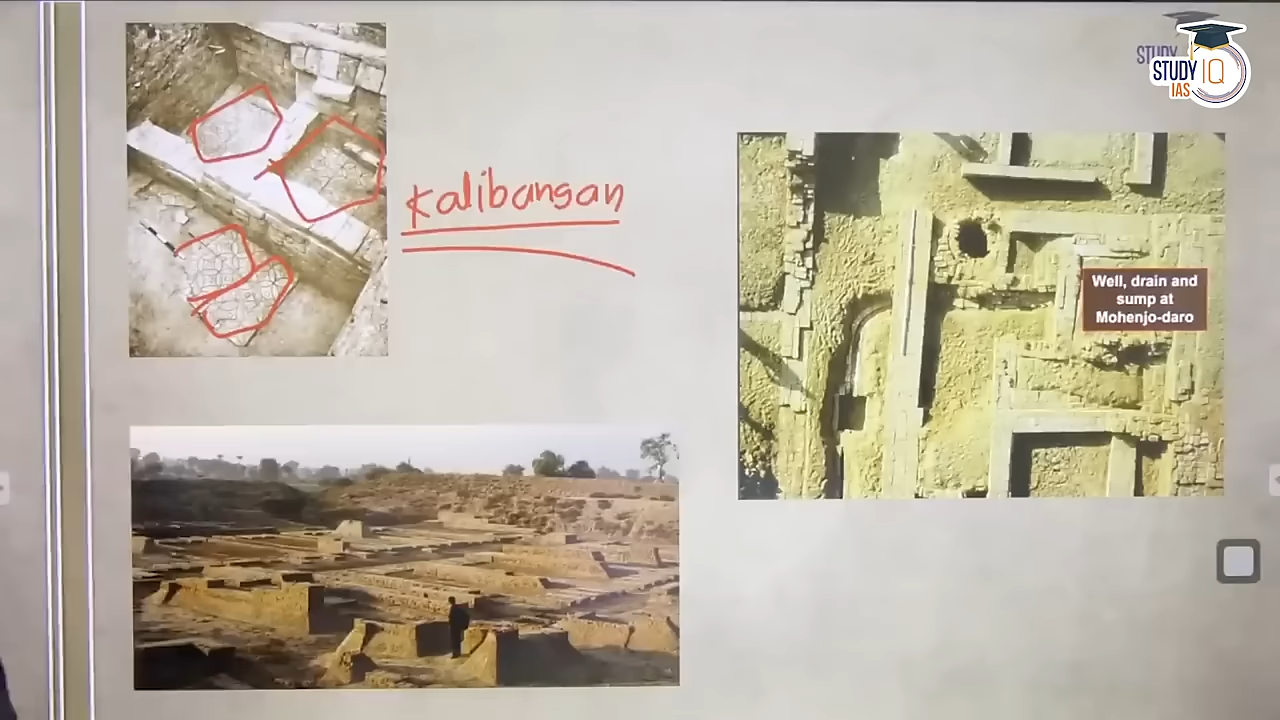 STUDY
STUDY IQ
IAS
Kalibangan
Well, drain and
sump at
Mohenjo-daro